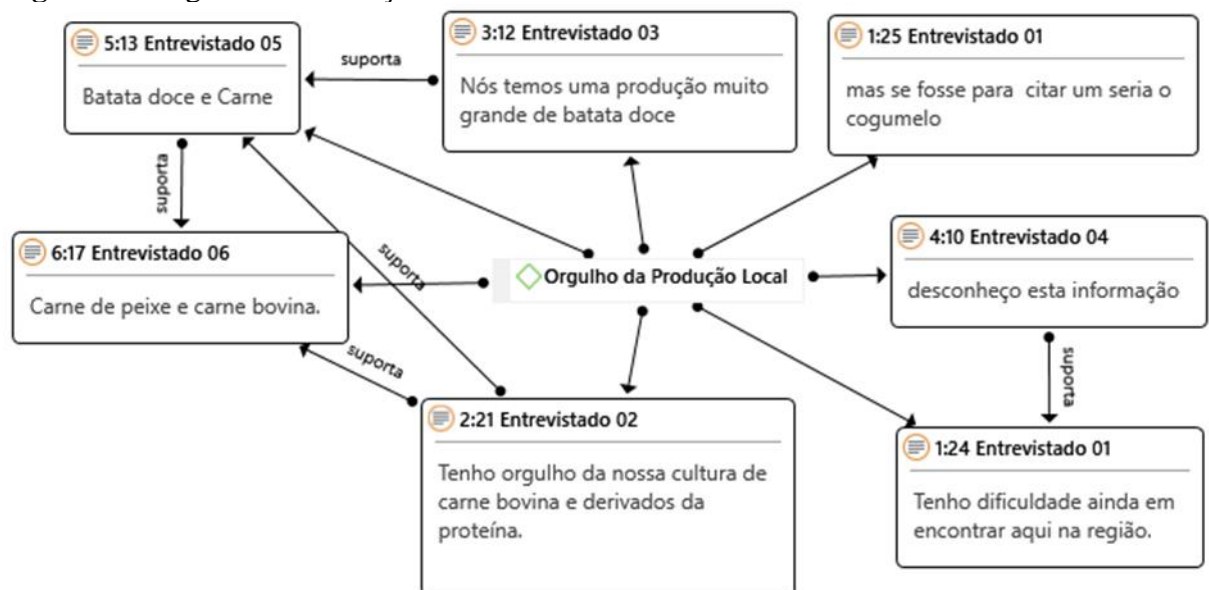 5:13 Entrevistado 05
Batata doce e Carne
suporta
3:12 Entrevistado 03
Nós temos uma produção muito
grande de batata doce
1:25 Entrevistado 01
mas se fosse para citar um seria o
cogumelo
suporta
6:17 Entrevistado 06
Carne de peixe e carne bovina.
suporta
Orgulho da Produção Local
4:10 Entrevistado 04
desconheço esta informação
suporta
suporta
2:21 Entrevistado 02
Tenho orgulho da nossa cultura de
carne bovina e derivados da
proteína.
1:24 Entrevistado 01
Tenho dificuldade ainda em
encontrar aqui na região.